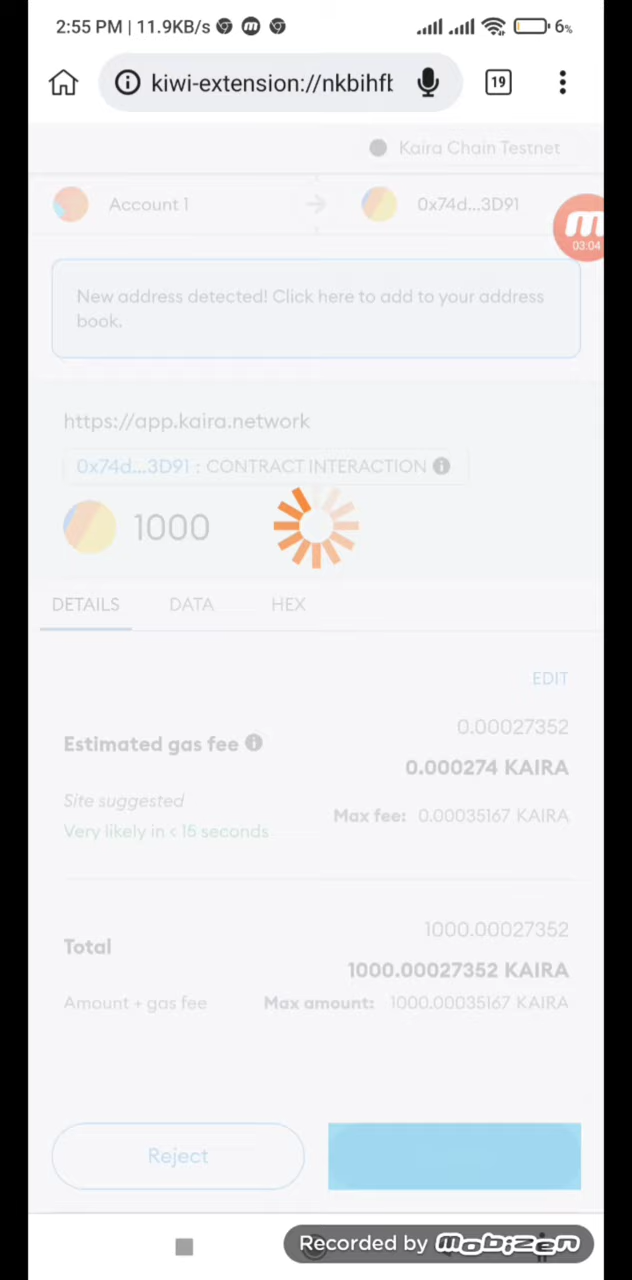 2:55 PM | 11.9KB/s
6%
kiwi-extension://nkbihfb
19
Kaira Chain Testnet
Account 1
0x74d...3D91
03:04
New address detected! Click here to add to your address
book.
https://app.kaira.network
0x74d...3D91 : CONTRACT INTERACTION
1000
DETAILS
DATA
HEX
EDIT
Estimated gas fee
0.00027352
0.000274 KAIRA
Site suggested
Very likely in < 15 seconds
Max fee: 0.00035167 KAIRA
Total
1000.00027352
1000.00027352 KAIRA
Amount + gas fee
Max amount: 1000.00035167 KAIRA
Reject
Recorded by mobizen